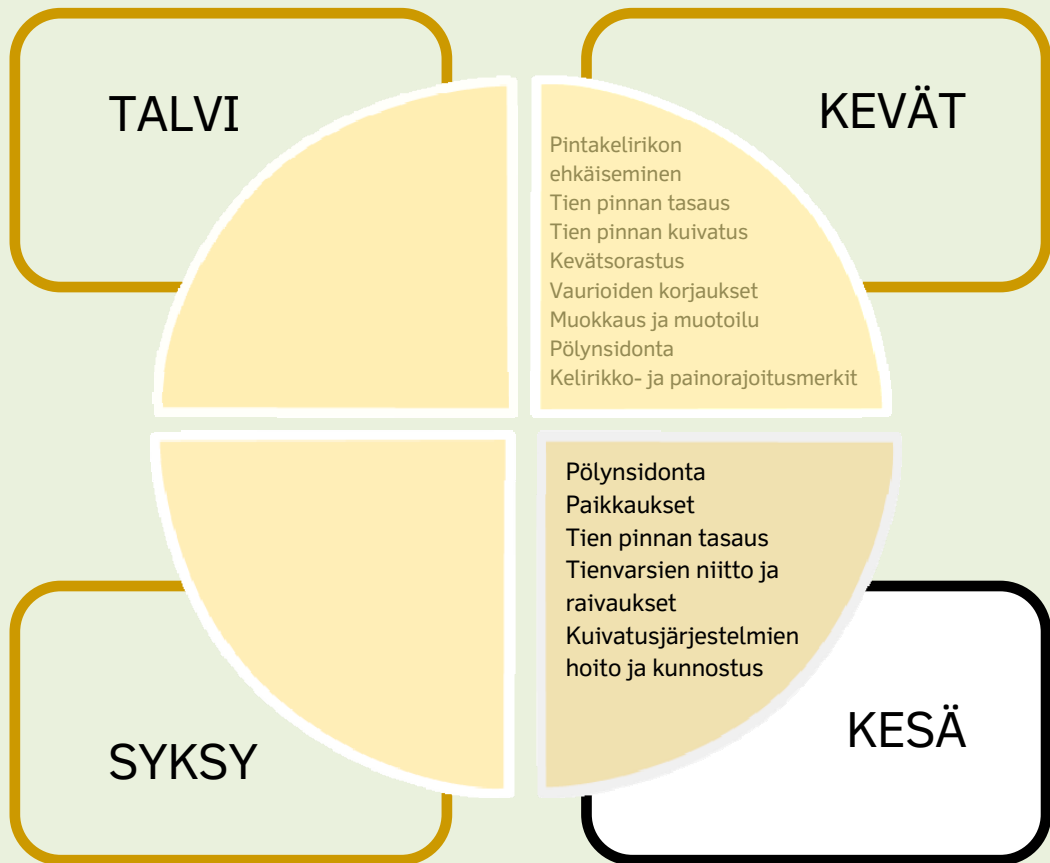 TALVI
KEVÄT
Pintakelirikon
ehkäiseminen
Tien pinnan tasaus
Tien pinnan kuivatus
Kevätsorastus
Vaurioiden korjaukset
Muokkaus ja muotoilu
Pölynsidonta
Kelirikko- ja painorajoitusmerkit
Pölynsidonta
Paikkaukset
Tien pinnan tasaus
Tienvarsien niitto ja
raivaukset
Kuivatusjärjestelmien
hoito ja kunnostus
SYKSY
KESÄ